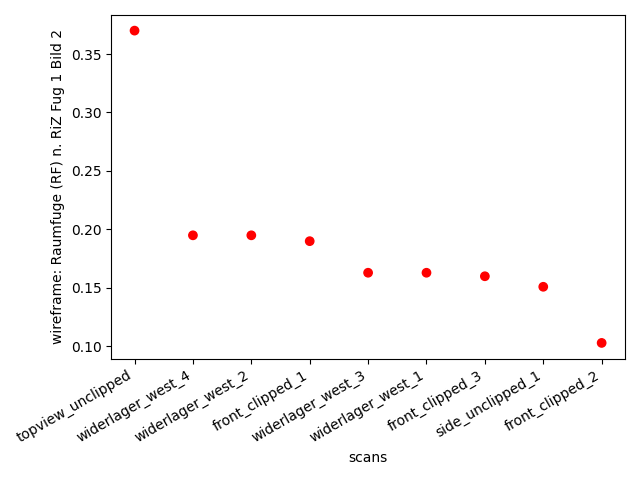 wireframe: Raumfuge (RF) n. RiZ Fug 1 Bild 2
0.35
0.30
0.25
0.20
0.15
0.10
topview_unclipped
widerlager_west_4
widerlager_west_2
front_clipped_1
widerlager_west_3
widerlager_west_1
front_clipped_3
side_unclipped_1
front_clipped_2
scans